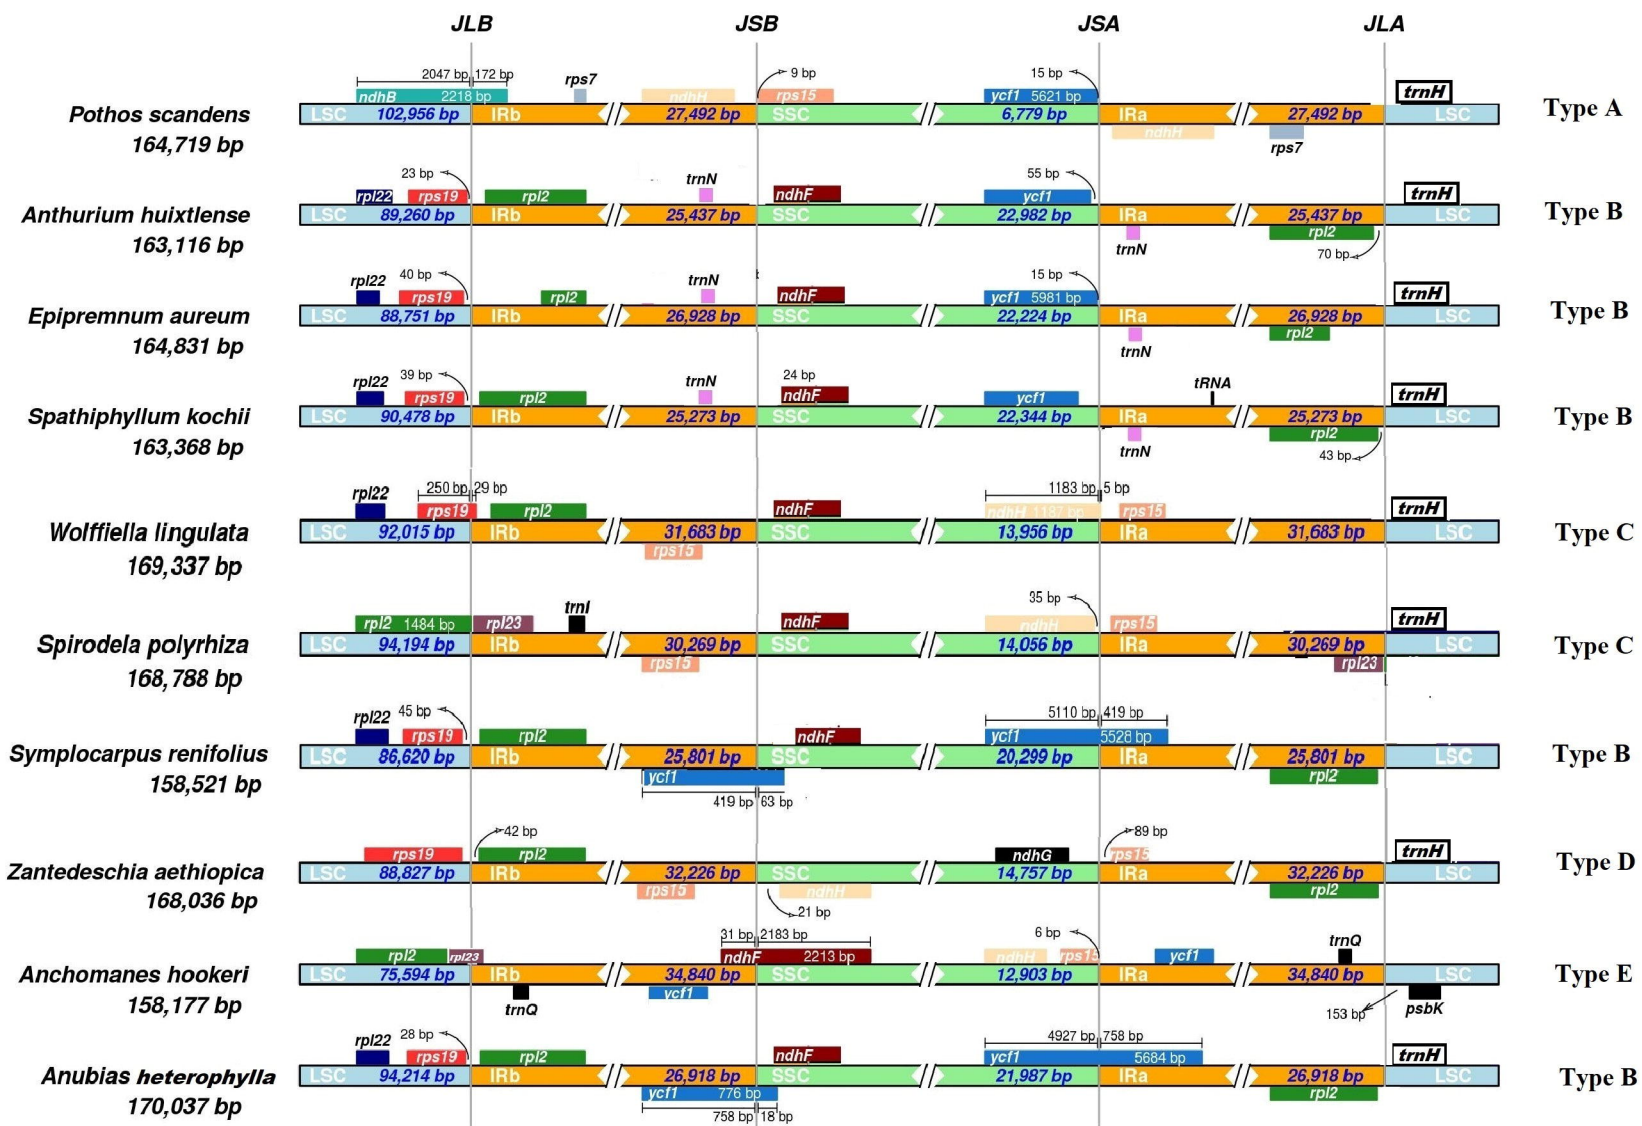 JLB JSB JSA JLA
2047 bp 172 bp rps7 9 bp 15 bp
ndhB 2218 bp ndhH rps15 ycf1 5621 bp trnH
Pothos scandens LSC 102,956 bp IRb 27,492 bp SSC 6,779 bp IRa 27,492 bp LSC Type A
164,719 bp ndhH rps7
23 bp trnN 55 bp
rpl22 rps19 rpl2 ndhF ycf1 trnH
Anthurium huixtlense LSC 89,260 bp IRb 25,437 bp SSC 22,982 bp IRa 25,437 bp LSC Type B
163,116 bp trnN rpl2 70 bp
rpl22 40 bp trnN 15 bp
rps19 rpl2 ndhF ycf1 5981 bp trnH
Epipremnum aureum LSC 88,751 bp IRb 26,928 bp SSC 22,224 bp IRa 26,928 bp LSC Type B
164,831 bp trnN rpl2
rpl22 39 bp trnN 24 bp tRNA
rps19 rpl2 ndhF ycf1 trnH
Spathiphyllum kochii LSC 90,478 bp IRb 25,273 bp SSC 22,344 bp IRa 25,273 bp LSC Type B
163,368 bp trnN rpl2 43 bp
rpl22 250 bp 29 bp 1183 bp 5 bp
rps19 rpl2 ndhF ndhH 1187 bp rps15 trnH
Wolffiella lingulata LSC 92,015 bp IRb 31,683 bp SSC 13,956 bp IRa 31,683 bp LSC Type C
169,337 bp rps15
trnI 35 bp
rpl2 1484 bp rpl23 ndhF ndhH rps15 trnH
Spirodela polyrhiza LSC 94,194 bp IRb 30,269 bp SSC 14,056 bp IRa 30,269 bp LSC Type C
168,788 bp rps15 rpl23
rpl22 45 bp 5110 bp 419 bp
rps19 rpl2 ndhF ycf1 5528 bp
Symplocarpus renifolius LSC 86,620 bp IRb 25,801 bp SSC 20,299 bp IRa 25,801 bp LSC Type B
158,521 bp ycf1 rpl2
419 bp 63 bp
42 bp 89 bp
rps19 rpl2 ndhG rps15 trnH
Zantedeschia aethiopica LSC 88,827 bp IRb 32,226 bp SSC 14,757 bp IRa 32,226 bp LSC Type D
168,036 bp rps15 ndhH rpl2
21 bp
31 bp 2183 bp 6 bp trnQ
rpl2 rpl23 ndhF 2213 bp ndhH rps15 ycf1
Anchomanes hookeri LSC 75,594 bp IRb 34,840 bp SSC 12,903 bp IRa 34,840 bp LSC Type E
158,177 bp trnQ ycf1 153 bp psbK
rpl22 28 bp 4927 bp 758 bp
rps19 rpl2 ndhF ycf1 5684 bp trnH
Anubias heterophylla LSC 94,214 bp IRb 26,918 bp SSC 21,987 bp IRa 26,918 bp LSC Type B
170,037 bp ycf1 776 bp rpl2
758 bp 18 bp